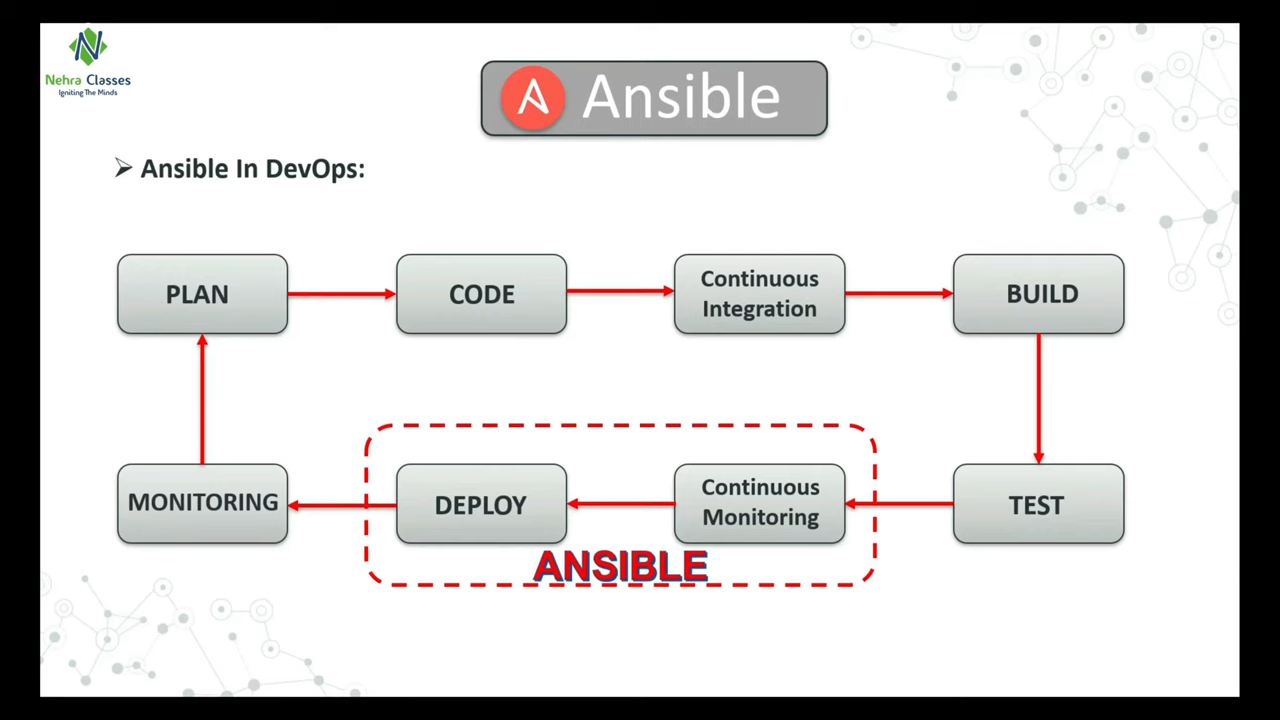 Nehra Classes
Igniting The Minds
Ansible
Ansible In DevOps:
PLAN
CODE
Continuous
Integration
BUILD
MONITORING
DEPLOY
Continuous
Monitoring
TEST
ANSIBLE